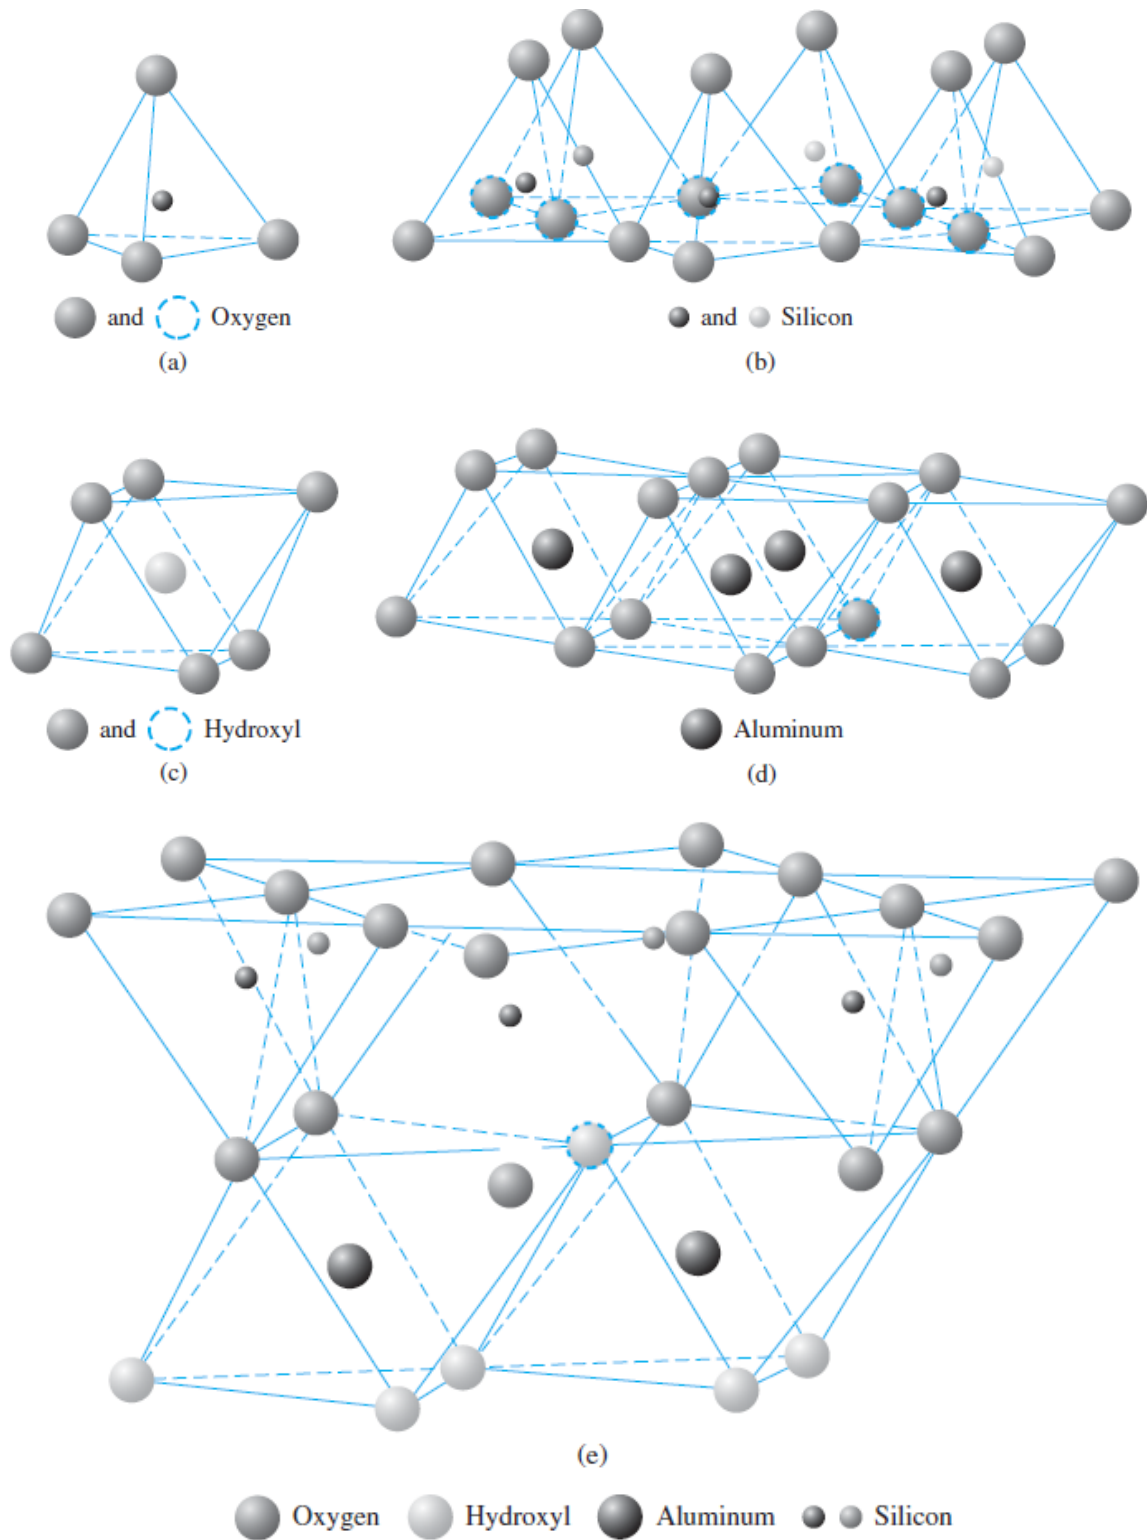 and Oxygen
(a)
and Silicon
(b)
and Hydroxyl
(c)
Aluminum
(d)
(e)
Oxygen Hydroxyl Aluminum Silicon